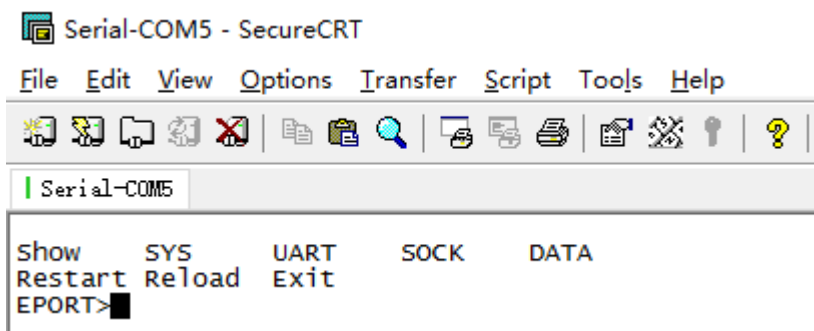 Serial-COM5 - SecureCRT
File Edit View Options Transfer Script Tools Help
Serial-COM5
Show SYS UART SOCK DATA
Restart Reload Exit
EPORT>